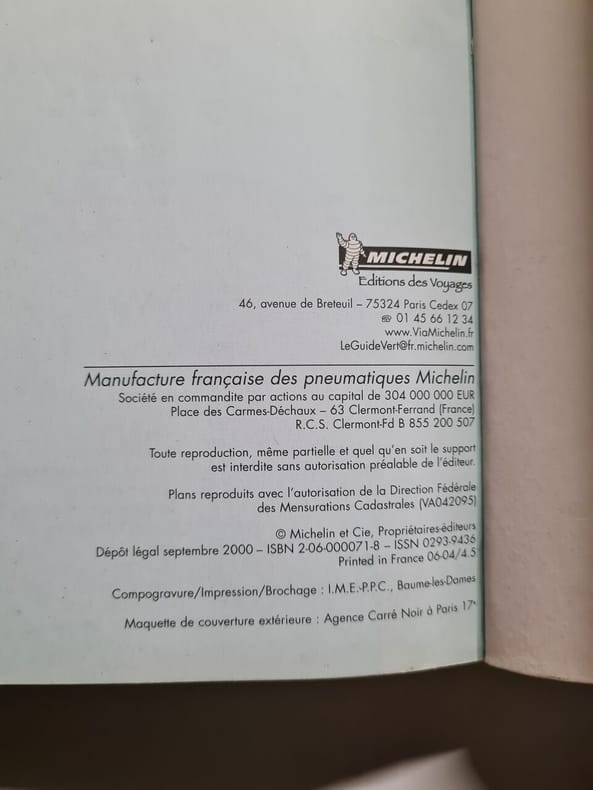 MICHELIN
Editions des Voyages
46, avenue de Breteuil – 75324 Paris Cedex 07
☏ 01 45 66 12 34
www.ViaMichelin.fr
LeGuideVert@fr.michelin.com
Manufacture française des pneumatiques Michelin
Société en commandite par actions au capital de 304 000 000 EUR
Place des Carmes-Déchaux – 63 Clermont-Ferrand (France)
R.C.S. Clermont-Fd B 855 200 507
Toute reproduction, même partielle et quel qu'en soit le support
est interdite sans autorisation préalable de l'éditeur.
Plans reproduits avec l'autorisation de la Direction Fédérale
des Mensurations Cadastrales (VA042095)
© Michelin et Cie, Propriétaires-éditeurs
Dépôt légal septembre 2000 – ISBN 2-06-000071-8 – ISSN 0293-9436
Printed in France 06-04/4.5
Compogravure/Impression/Brochage : I.M.E.-P.P.C., Baume-les-Dames
Maquette de couverture extérieure : Agence Carré Noir à Paris 17e